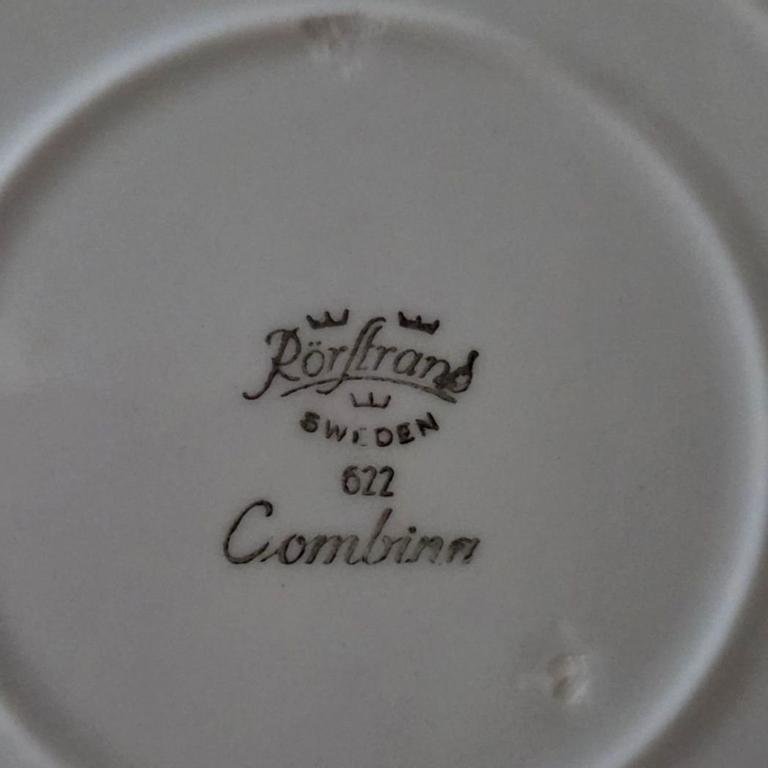 Rörstrand
SWEDEN
622
Combina